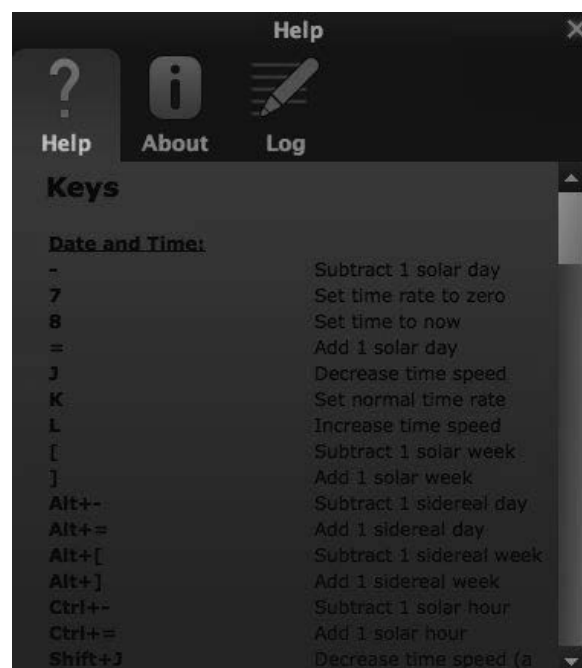 Help
Help About Log
Keys
Date and Time:
- Subtract 1 solar day
7 Set time rate to zero
8 Set time to now
= Add 1 solar day
J Decrease time speed
K Set normal time rate
L Increase time speed
[ Subtract 1 solar week
] Add 1 solar week
Alt+- Subtract 1 sidereal day
Alt+= Add 1 sidereal day
Alt+[ Subtract 1 sidereal week
Alt+] Add 1 sidereal week
Ctrl+- Subtract 1 solar hour
Ctrl+= Add 1 solar hour
Shift+J Decrease time speed (a